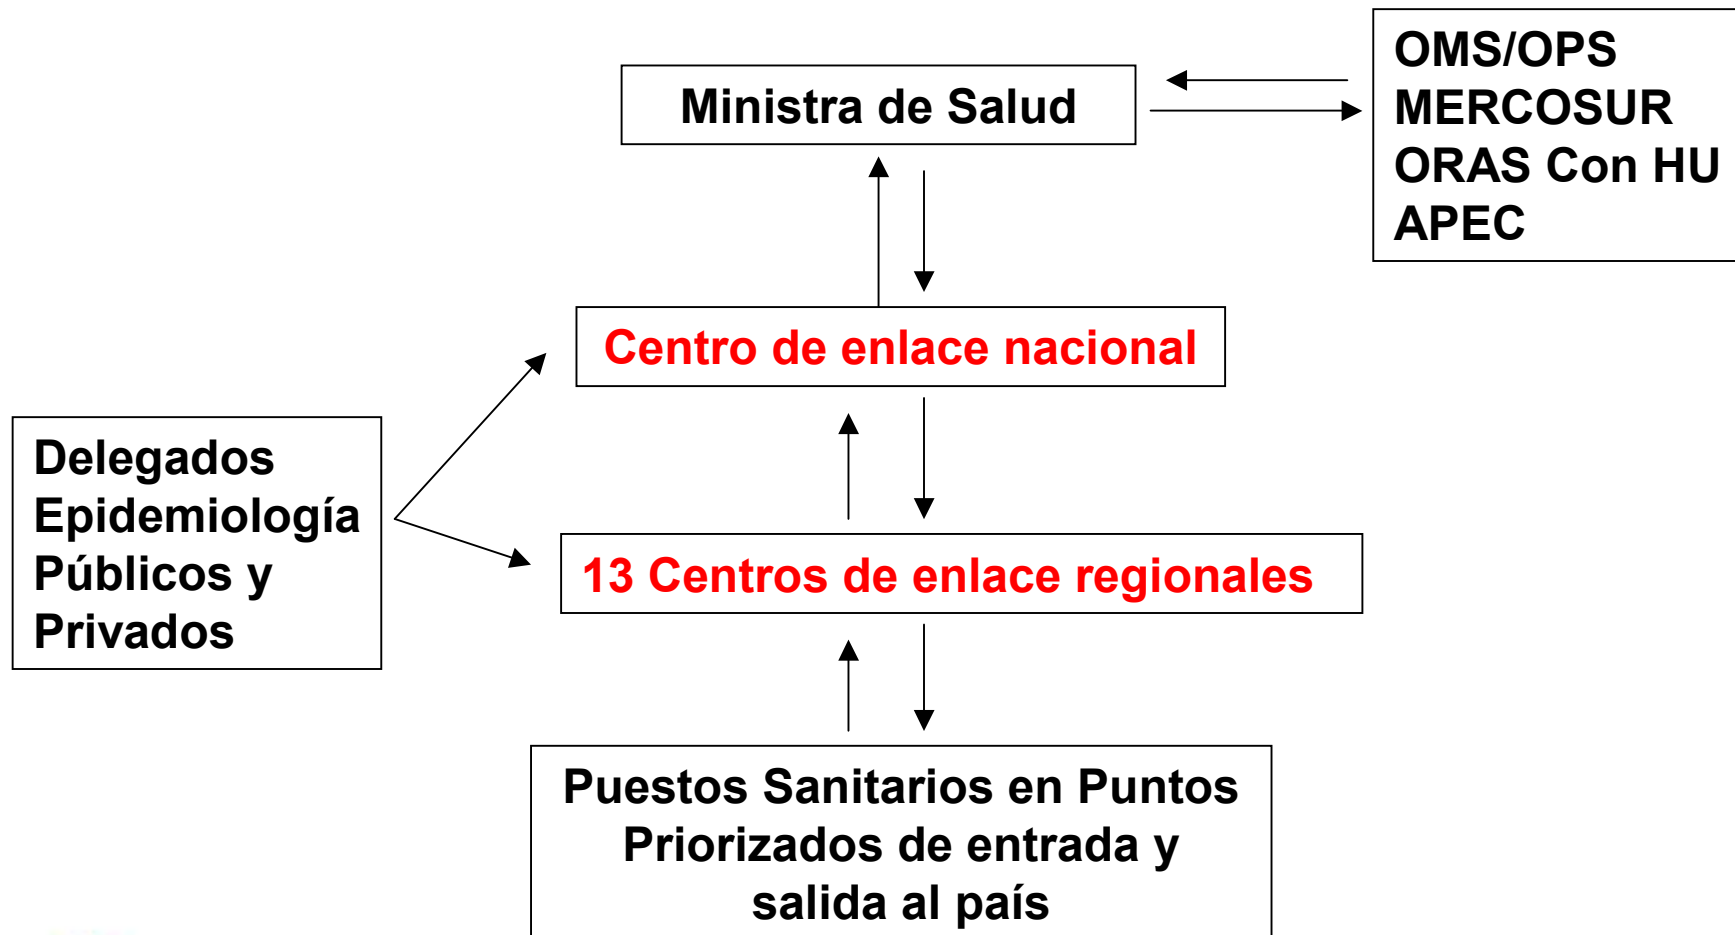 OMS/OPS
MERCOSUR
ORAS Con HU
APEC
Ministra de Salud
Centro de enlace nacional
Delegados
Epidemiología
Públicos y
Privados
13 Centros de enlace regionales
Puestos Sanitarios en Puntos
Priorizados de entrada y
salida al país